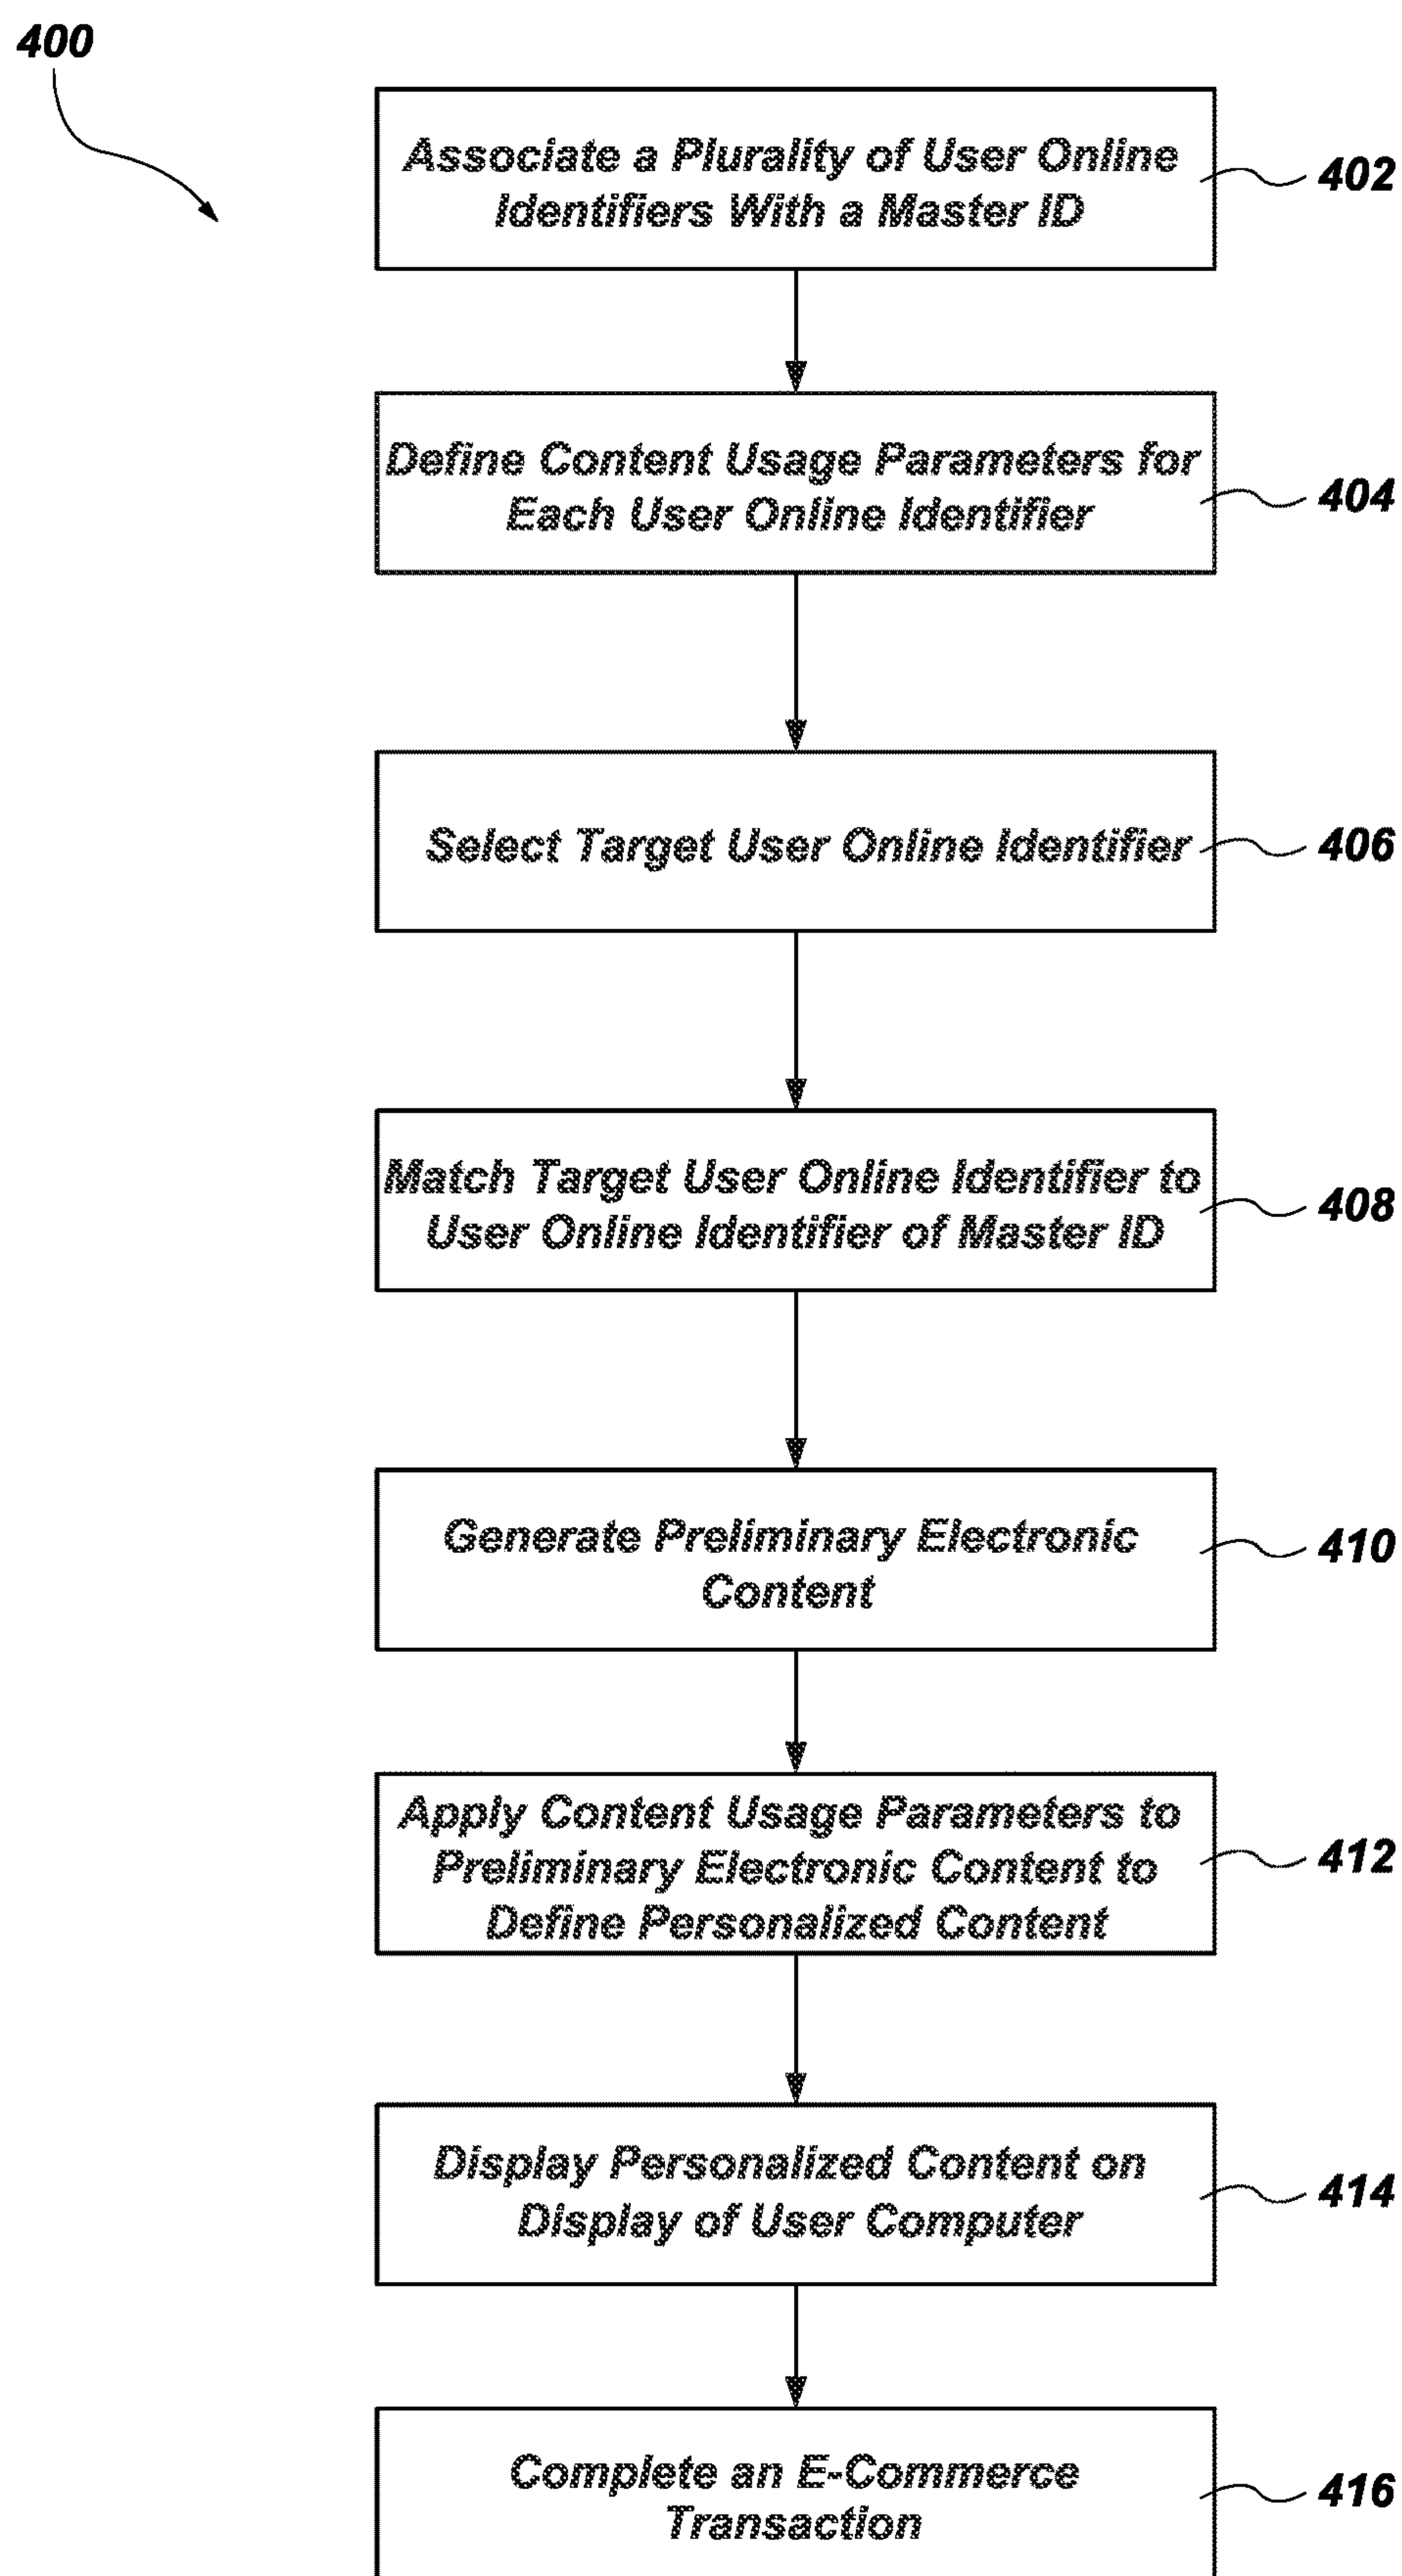 400
Associate a Plurality of User Online
Identifiers With a Master ID
402
Define Content Usage Parameters for
Each User Online Identifier
404
Select Target User Online Identifier
406
Match Target User Online Identifier to
User Online Identifier of Master ID
408
Generate Preliminary Electronic
Content
410
Apply Content Usage Parameters to
Preliminary Electronic Content to
Define Personalized Content
412
Display Personalized Content on
Display of User Computer
414
Complete an E-Commerce
Transaction
416